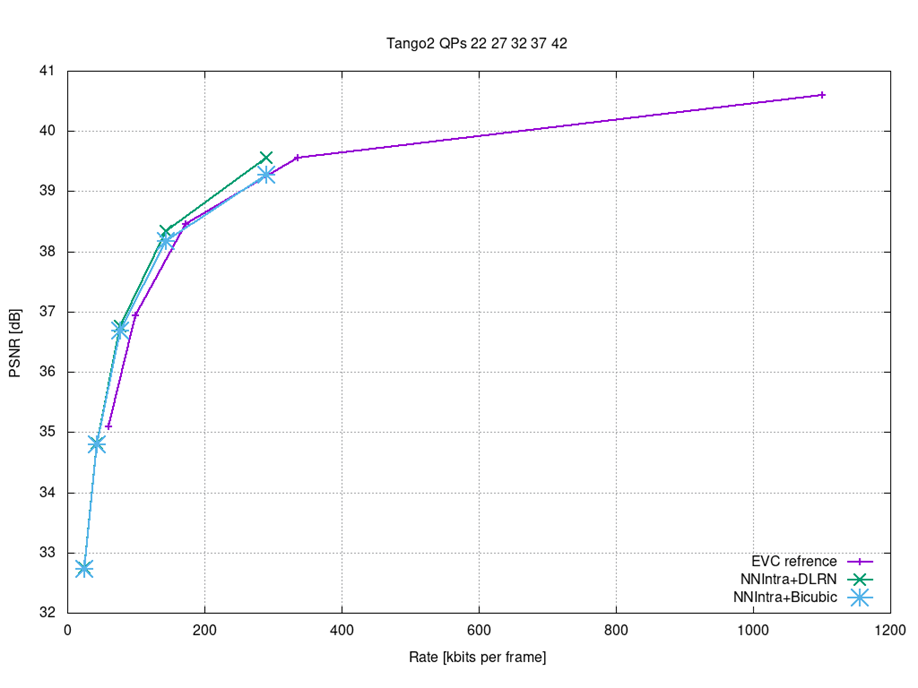 Tango2 QPs 22 27 32 37 42
41
40
39
38
37
36
35
34
33
32
PSNR [dB]
EVC refrence
NNIntra+DLRN
NNIntra+Bicubic
0 200 400 600 800 1000 1200
Rate [kbits per frame]